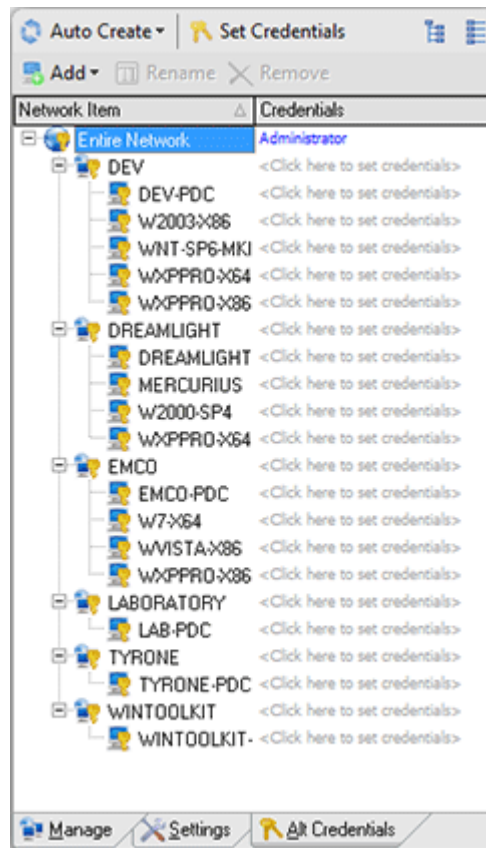 Auto Create Set Credentials
Add Rename Remove
Network Item Credentials
Entire Network Administrator
DEV <Click here to set credentials>
DEV-PDC <Click here to set credentials>
W2003-X86 <Click here to set credentials>
WNT-SP6-MKI <Click here to set credentials>
WXPPRO-X64 <Click here to set credentials>
WXPPRO-X86 <Click here to set credentials>
DREAMLIGHT <Click here to set credentials>
DREAMLIGHT <Click here to set credentials>
MERCURIUS <Click here to set credentials>
W2000-SP4 <Click here to set credentials>
WXPPRO-X64 <Click here to set credentials>
EMCO <Click here to set credentials>
EMCO-PDC <Click here to set credentials>
W7-X64 <Click here to set credentials>
WVISTA-X86 <Click here to set credentials>
WXPPRO-X86 <Click here to set credentials>
LABORATORY <Click here to set credentials>
LAB-PDC <Click here to set credentials>
TYRONE <Click here to set credentials>
TYRONE-PDC <Click here to set credentials>
WINTOOLKIT <Click here to set credentials>
WINTOOLKIT- <Click here to set credentials>
Manage Settings Alt Credentials